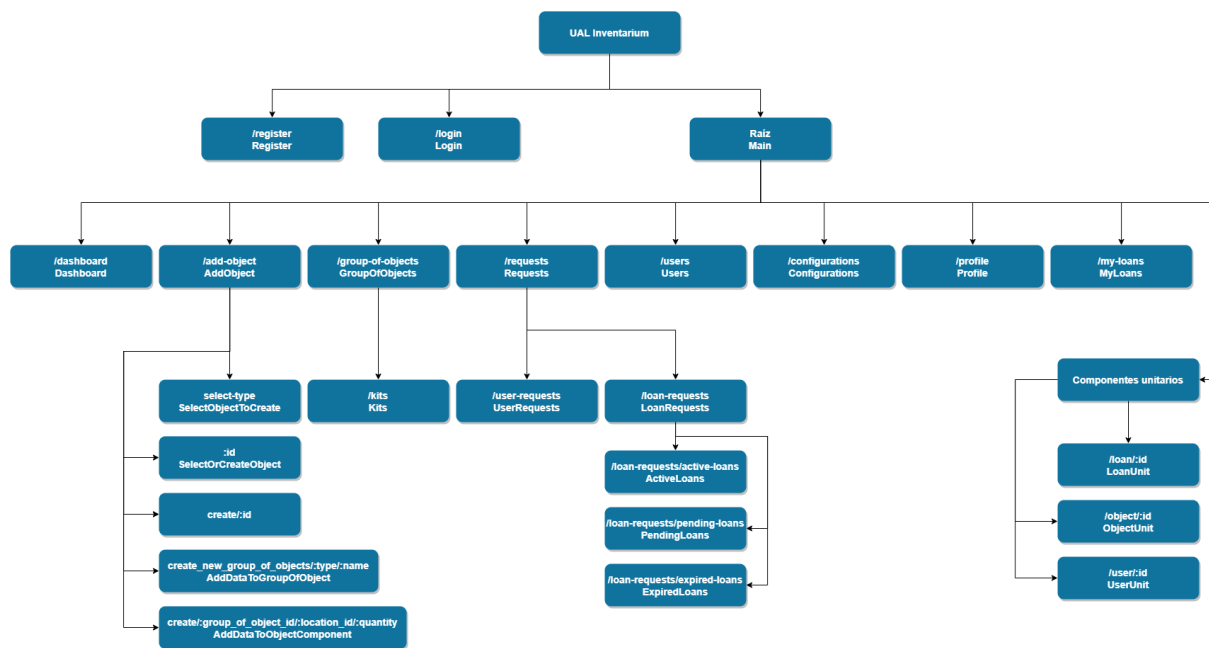 UAL Inventarium
/register
Register
/login
Login
Raíz
Main
/dashboard
Dashboard
/add-object
AddObject
/group-of-objects
GroupOfObjects
/requests
Requests
/users
Users
/configurations
Configurations
/profile
Profile
/my-loans
MyLoans
select-type
SelectObjectToCreate
/kits
Kits
/user-requests
UserRequests
/loan-requests
LoanRequests
Componentes unitarios
:id
SelectOrCreateObject
/loan-requests/active-loans
ActiveLoans
/loan/:id
LoanUnit
create/:id
/loan-requests/pending-loans
PendingLoans
/object/:id
ObjectUnit
create_new_group_of_objects/:type/:name
AddDataToGroupOfObject
/loan-requests/expired-loans
ExpiredLoans
/user/:id
UserUnit
create/:group_of_object_id/:location_id/:quantity
AddDataToObjectComponent